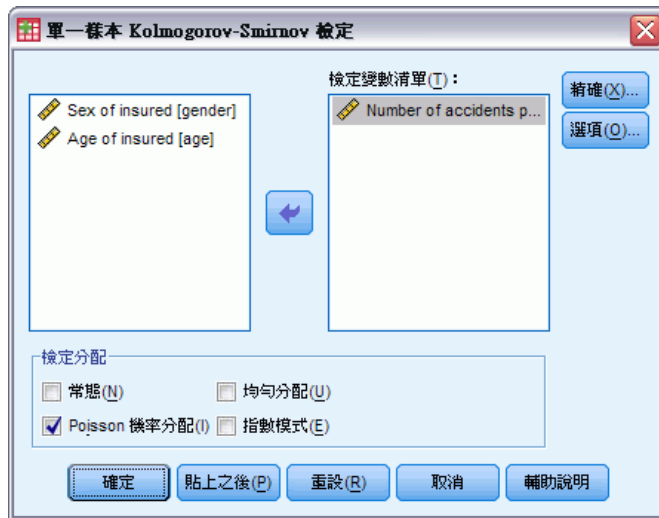 單一樣本 Kolmogorov-Smirnov 檢定
檢定變數清單(T)：
Sex of insured [gender]
Age of insured [age]
Number of accidents p...
精確(X)...
選項(O)...
檢定分配
常態(N)
均勻分配(U)
Poisson 機率分配(I)
指數模式(E)
確定
貼上之後(P)
重設(R)
取消
輔助說明